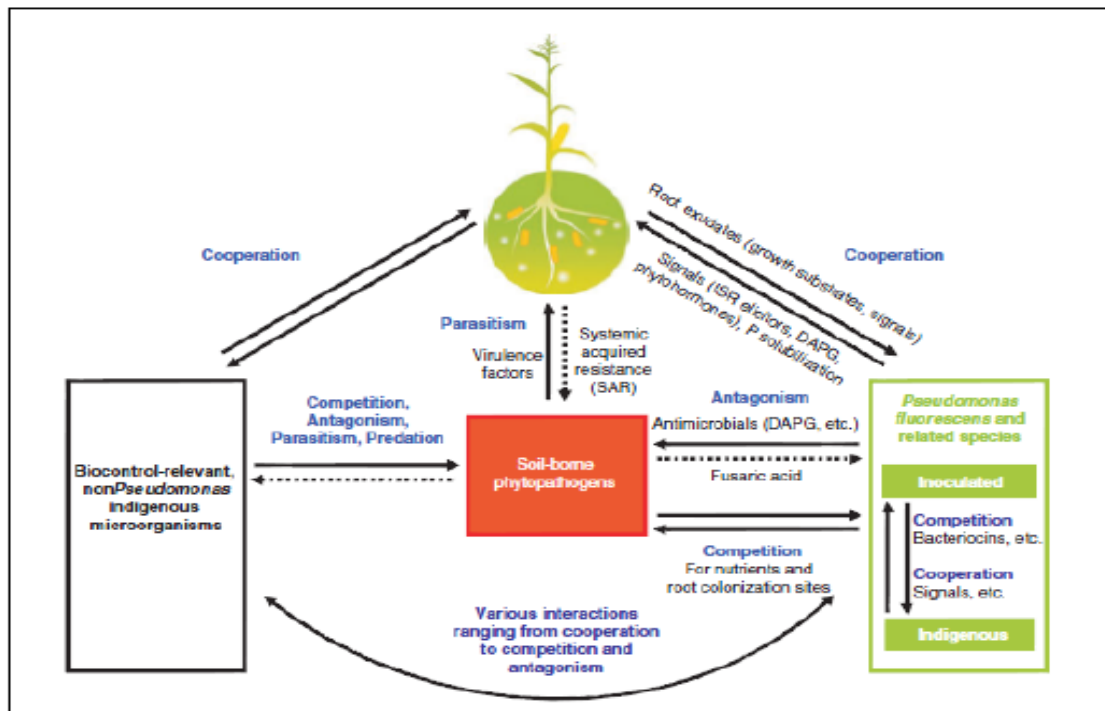 Cooperation
Root exudates (growth substrates, signals)
Signals (ISR elicitors, DAPG,
phytohormones), P solubilization
Cooperation
Parasitism
Virulence
factors
Systemic
acquired
resistance
(SAR)
Competition,
Antagonism,
Parasitism, Predation
Antagonism
Antimicrobials (DAPG, etc.)
Fusaric acid
Biocontrol-relevant,
nonPseudomonas
indigenous
microorganisms
Soil-borne
phytopathogens
Pseudomonas
fluorescens and
related species
Inoculated
Competition
Bacteriocins, etc.
Cooperation
Signals, etc.
Indigenous
Competition
For nutrients and
root colonization sites
Various interactions
ranging from cooperation
to competition and
antagonism